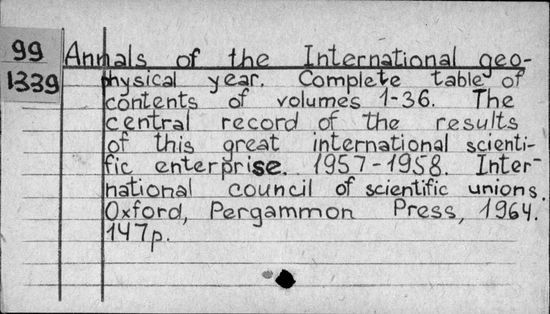 99
1339
Annals of the International geo-
physical year. Complete table of
contents of volumes 1-36. The
central record of the results
of this great international scienti-
fic enterprise. 1957-1958. Inter-
national council of scientific unions.
Oxford, Pergammon Press, 1964.
147p.